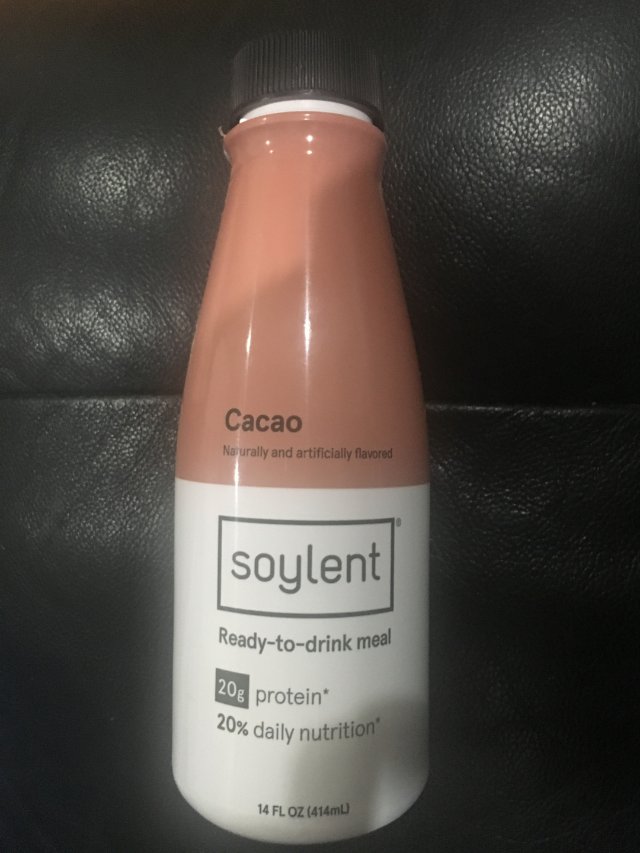 Cacao
Naturally and artificially flavored
soylent®
Ready-to-drink meal
20g protein*
20% daily nutrition*
14 FL OZ (414mL)